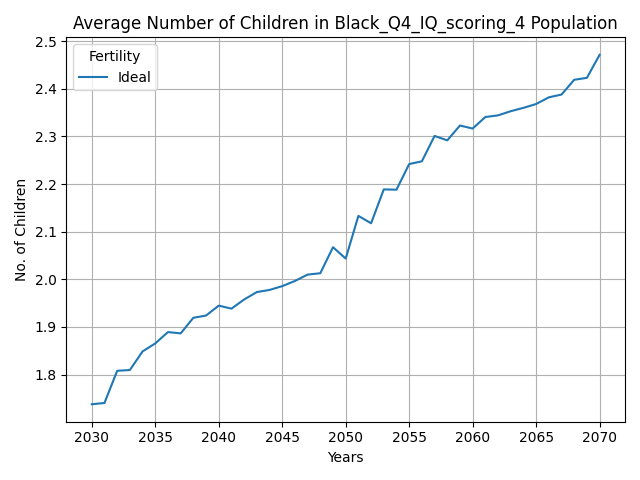 Average Number of Children in Black_Q4_IQ_scoring_4 Population
Fertility
Ideal
No. of Children
2.5
2.4
2.3
2.2
2.1
2.0
1.9
1.8
2030 2035 2040 2045 2050 2055 2060 2065 2070
Years